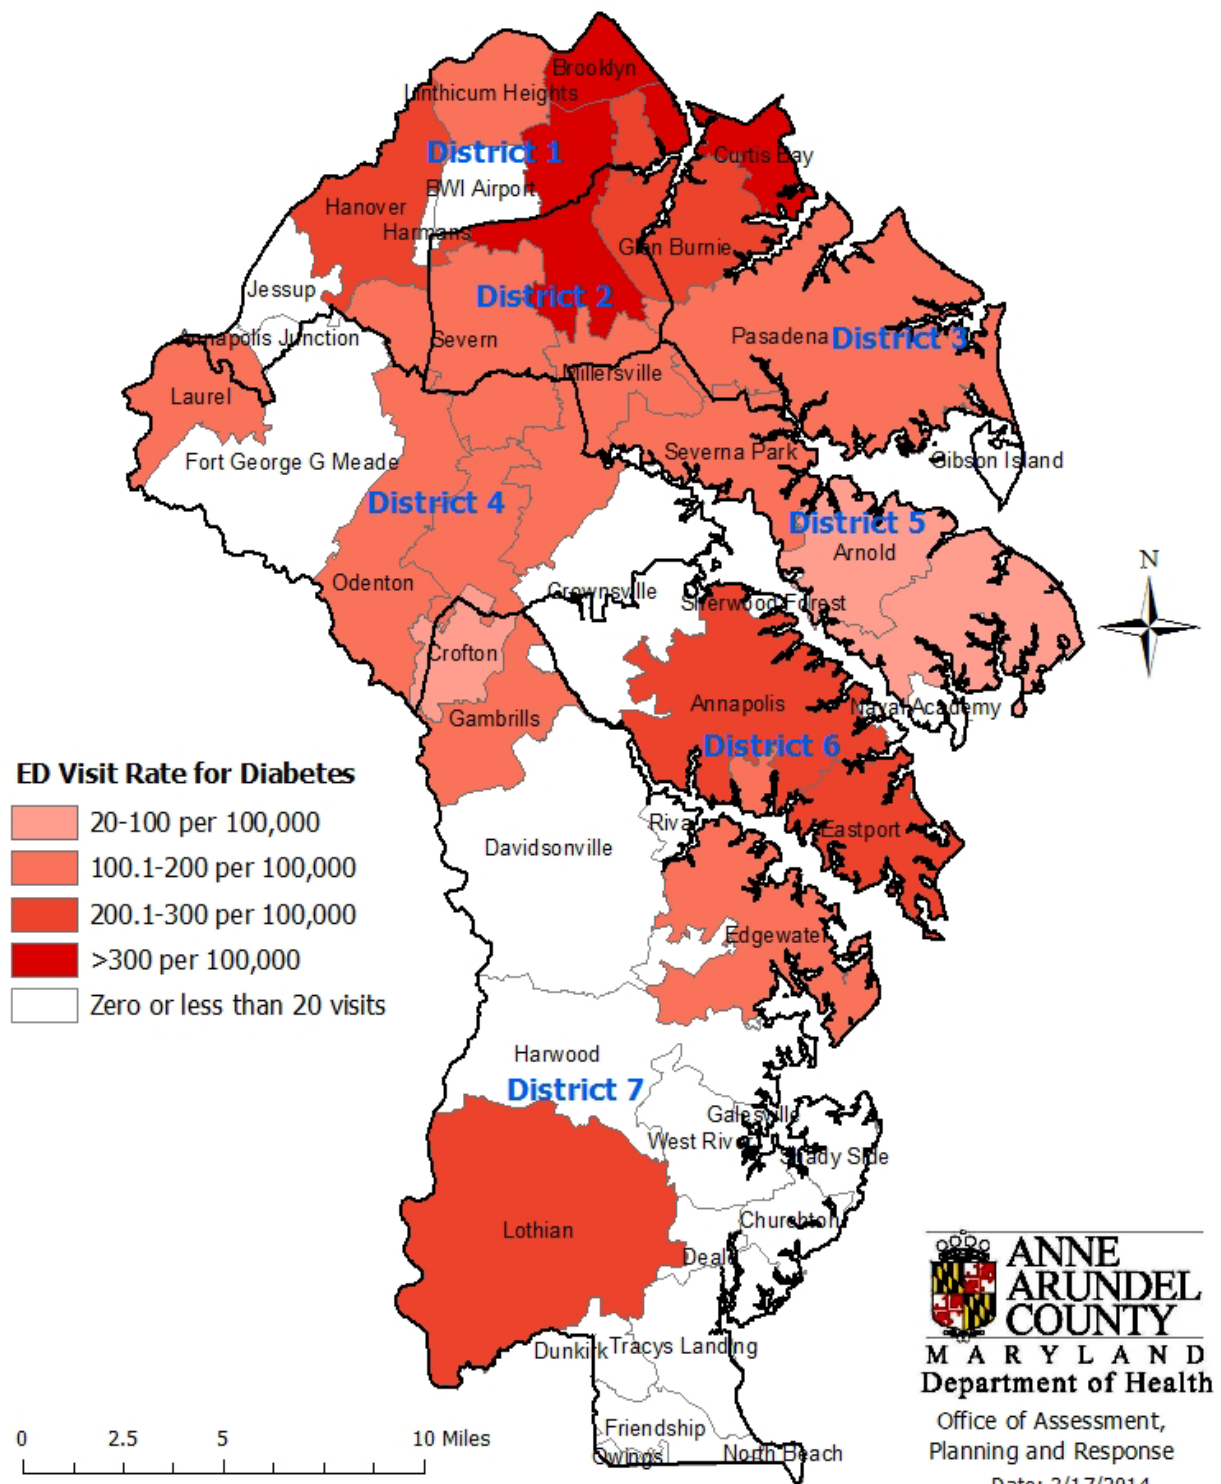 Brooklyn
Linthicum Heights
District 1
Curtis Bay
BWI Airport
Hanover
Harmans
Glen Burnie
Jessup
District 2
Annapolis Junction
Severn
Pasadena
District 3
Millersville
Laurel
Severna Park
Fort George G Meade
Gibson Island
District 4
District 5
Arnold
N
Odenton
Crownsville
Sherwood Forest
Crofton
Annapolis
Naval Academy
Gambrills
District 6
ED Visit Rate for Diabetes
20-100 per 100,000
100.1-200 per 100,000
200.1-300 per 100,000
>300 per 100,000
Zero or less than 20 visits
Riva
Eastport
Davidsonville
Edgewater
Harwood
District 7
Galesville
West River
Shady Side
Lothian
Churchton
Deale
Dunkirk
Tracys Landing
Friendship
Owings
North Beach
0 2.5 5 10 Miles
ANNE
ARUNDEL
COUNTY
MARYLAND
Department of Health
Office of Assessment,
Planning and Response
Date: 3/17/2014